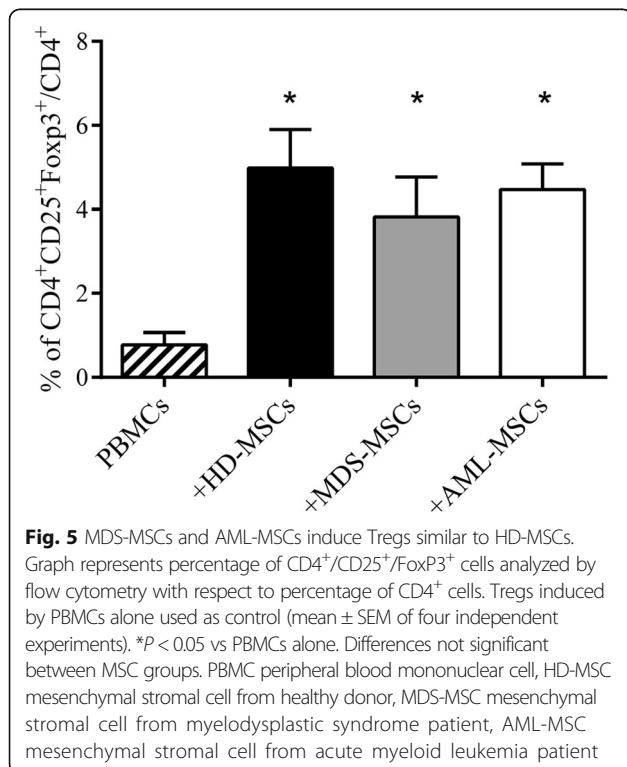 8
6
4
2
0
% of CD4⁺CD25⁺Foxp3⁺/CD4⁺
*
*
*
PBMCs
+HD-MSCs
+MDS-MSCs
+AML-MSCs
Fig. 5 MDS-MSCs and AML-MSCs induce Tregs similar to HD-MSCs.
Graph represents percentage of CD4⁺/CD25⁺/FoxP3⁺ cells analyzed by
flow cytometry with respect to percentage of CD4⁺ cells. Tregs induced
by PBMCs alone used as control (mean ± SEM of four independent
experiments). *P < 0.05 vs PBMCs alone. Differences not significant
between MSC groups. PBMC peripheral blood mononuclear cell, HD-MSC
mesenchymal stromal cell from healthy donor, MDS-MSC mesenchymal
stromal cell from myelodysplastic syndrome patient, AML-MSC
mesenchymal stromal cell from acute myeloid leukemia patient